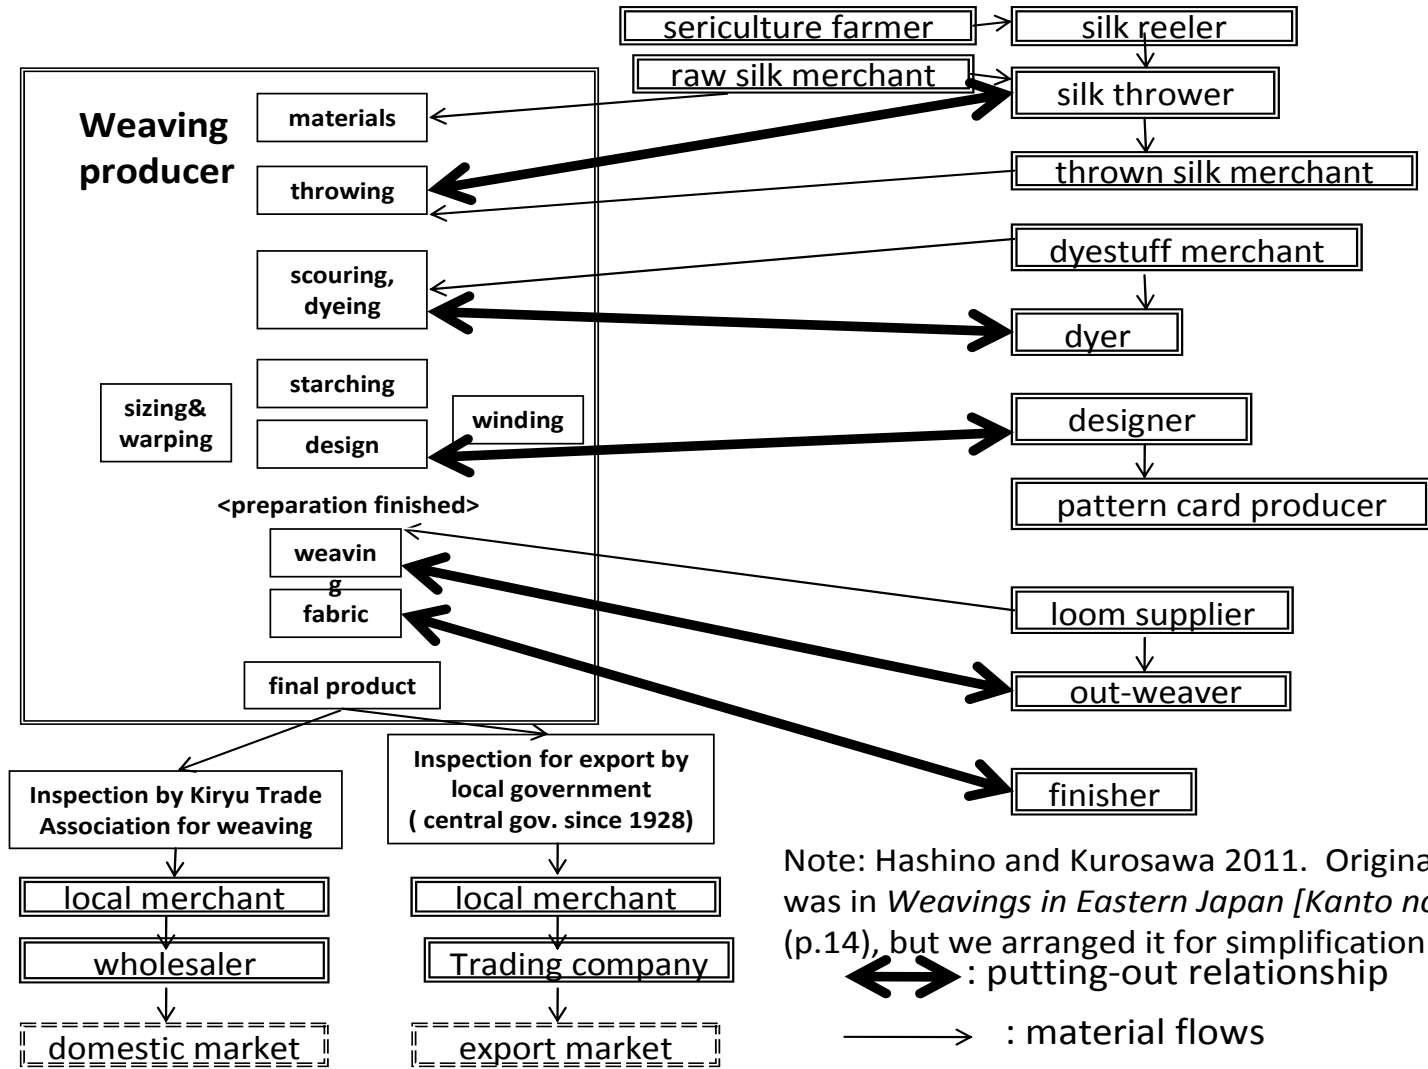 sericulture farmer
silk reeler
raw silk merchant
silk thrower
thrown silk merchant
dyestuff merchant
dyer
designer
pattern card producer
loom supplier
out-weaver
finisher
Weaving
producer
materials
throwing
scouring,
dyeing
starching
sizing&
warping
winding
design
<preparation finished>
weavin
g
fabric
final product
Inspection by Kiryu Trade
Association for weaving
local merchant
wholesaler
domestic market
Inspection for export by
local government
( central gov. since 1928)
local merchant
Trading company
export market
Note: Hashino and Kurosawa 2011. Origina
was in Weavings in Eastern Japan [Kanto no
(p.14), but we arranged it for simplification
: putting-out relationship
: material flows